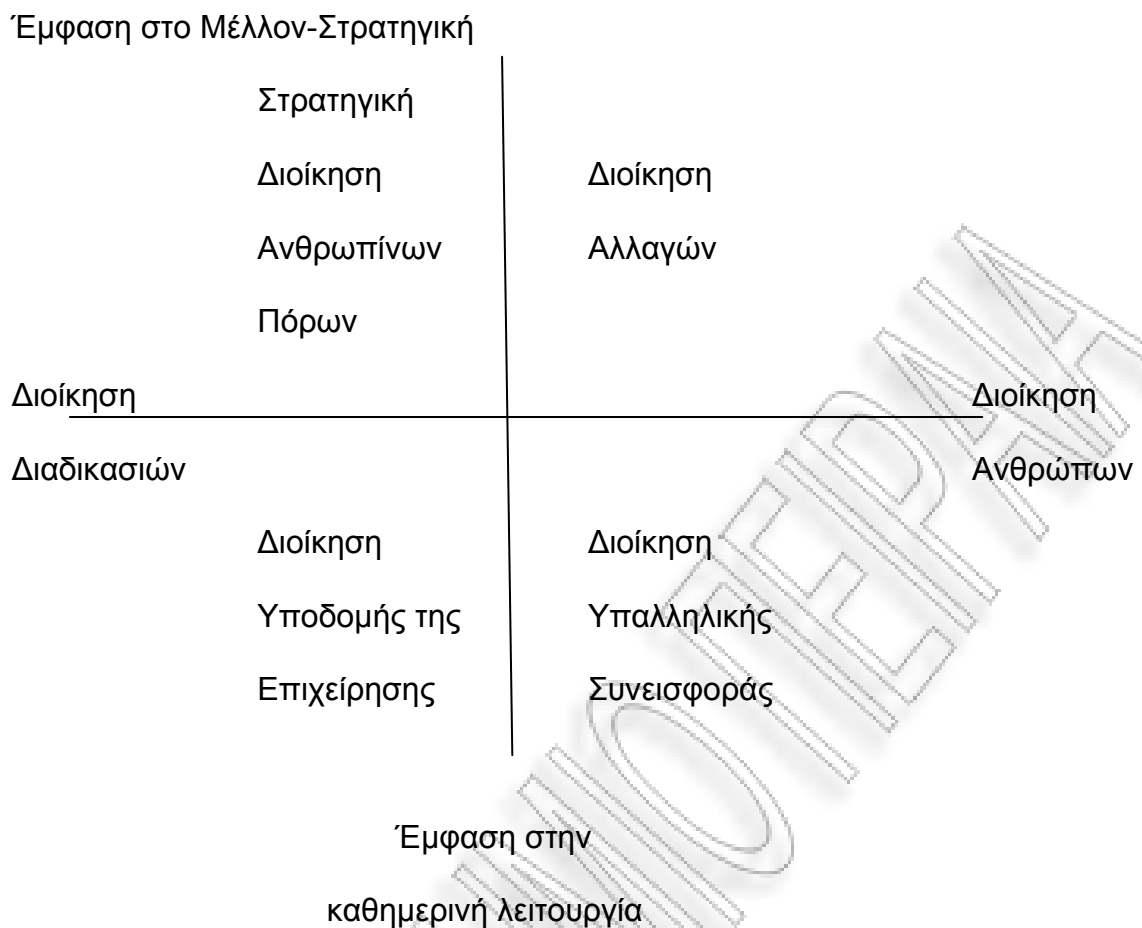 Έμφαση στο Μέλλον-Στρατηγική
Στρατηγική
Διοίκηση Διοίκηση
Ανθρωπίνων Αλλαγών
Πόρων
Διοίκηση Διοίκηση
Διαδικασιών Ανθρώπων
Διοίκηση Διοίκηση
Υποδομής της Υπαλληλικής
Επιχείρησης Συνεισφοράς
Έμφαση στην
καθημερινή λειτουργία